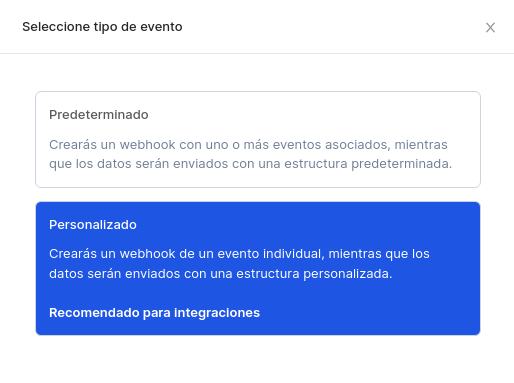 Seleccione tipo de evento
Predeterminado
Crearás un webhook con uno o más eventos asociados, mientras
que los datos serán enviados con una estructura predeterminada.
Personalizado
Crearás un webhook de un evento individual, mientras que los
datos serán enviados con una estructura personalizada.
Recomendado para integraciones